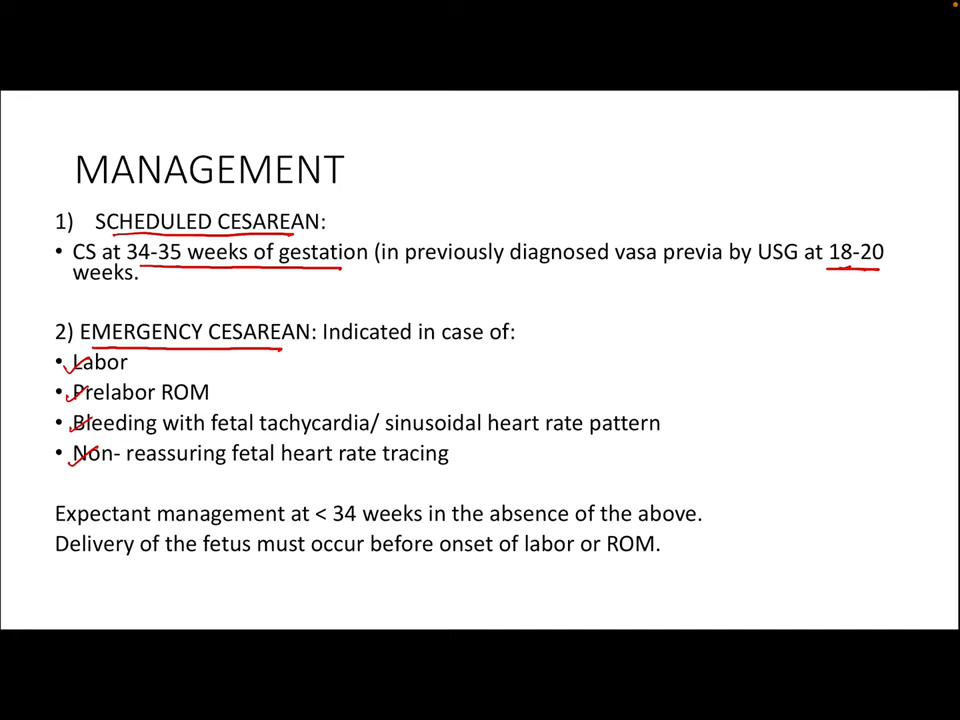 MANAGEMENT
1) SCHEDULED CESAREAN:
• CS at 34-35 weeks of gestation (in previously diagnosed vasa previa by USG at 18-20
weeks.
2) EMERGENCY CESAREAN: Indicated in case of:
• Labor
• Prelabor ROM
• Bleeding with fetal tachycardia/ sinusoidal heart rate pattern
• Non- reassuring fetal heart rate tracing
Expectant management at < 34 weeks in the absence of the above.
Delivery of the fetus must occur before onset of labor or ROM.